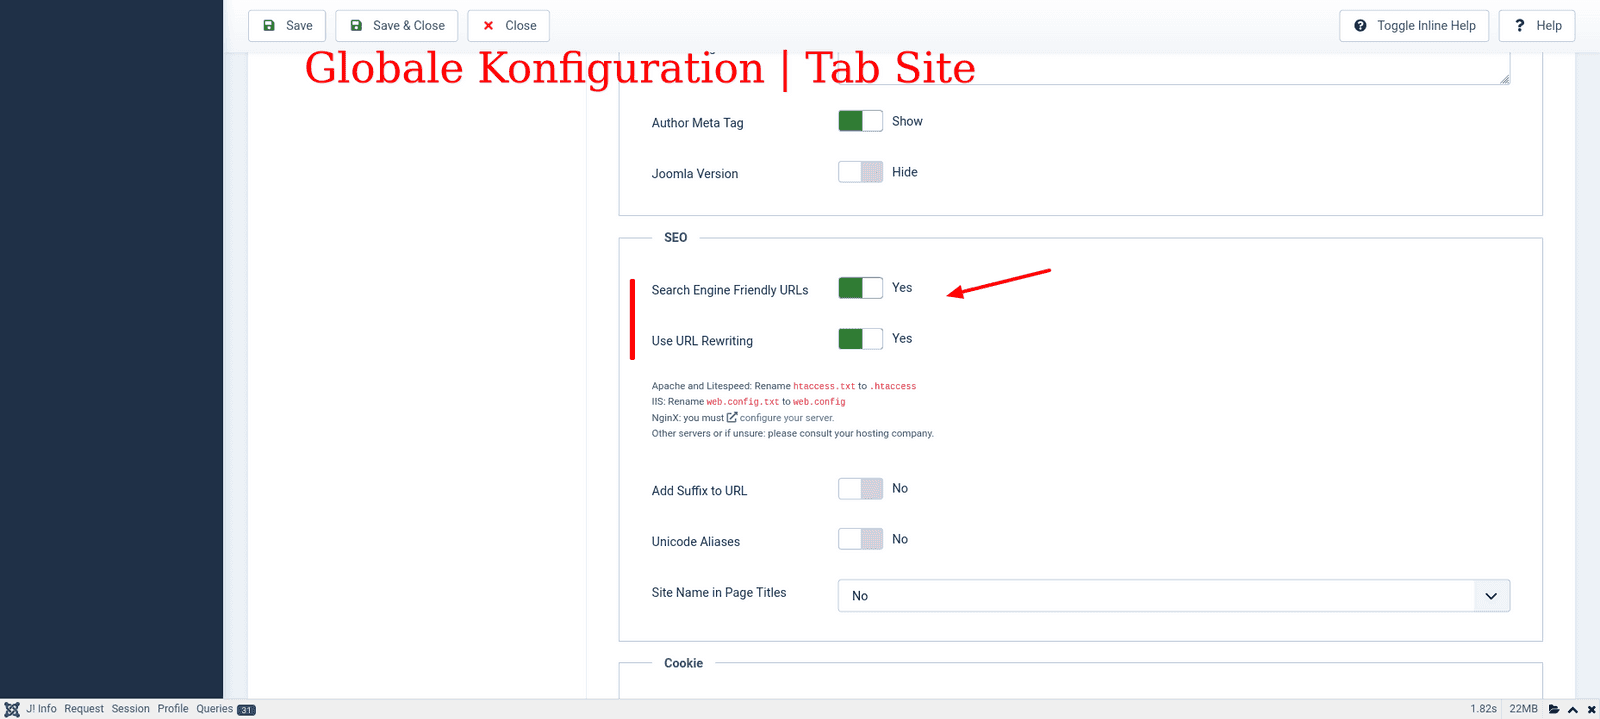 Save
Save & Close
Close
Toggle Inline Help
Help
Globale Konfiguration | Tab Site
Author Meta Tag
Show
Joomla Version
Hide
SEO
Search Engine Friendly URLs
Yes
Use URL Rewriting
Yes
Apache and Litespeed: Rename htaccess.txt to .htaccess
IIS: Rename web.config.txt to web.config
NginX: you must configure your server.
Other servers or if unsure: please consult your hosting company.
Add Suffix to URL
No
Unicode Aliases
No
Site Name in Page Titles
No
Cookie
J! Info Request Session Profile Queries 31
1.82s 22MB